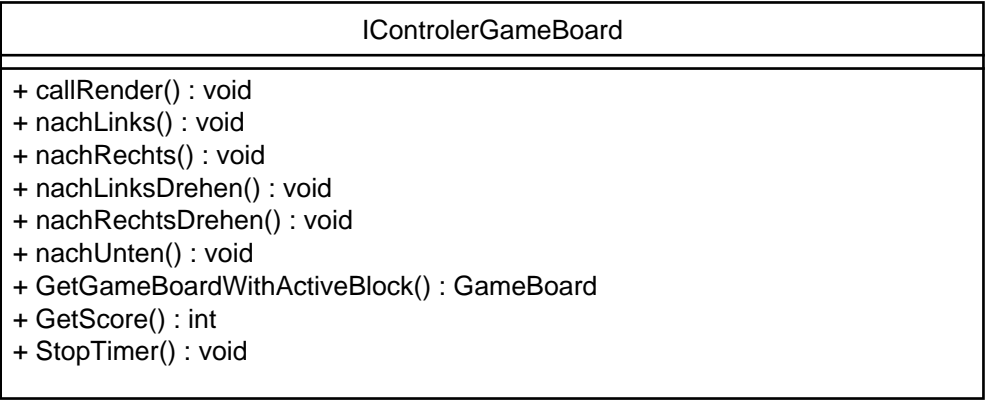 IControlerGameBoard
+ callRender() : void
+ nachLinks() : void
+ nachRechts() : void
+ nachLinksDrehen() : void
+ nachRechtsDrehen() : void
+ nachUnten() : void
+ GetGameBoardWithActiveBlock() : GameBoard
+ GetScore() : int
+ StopTimer() : void